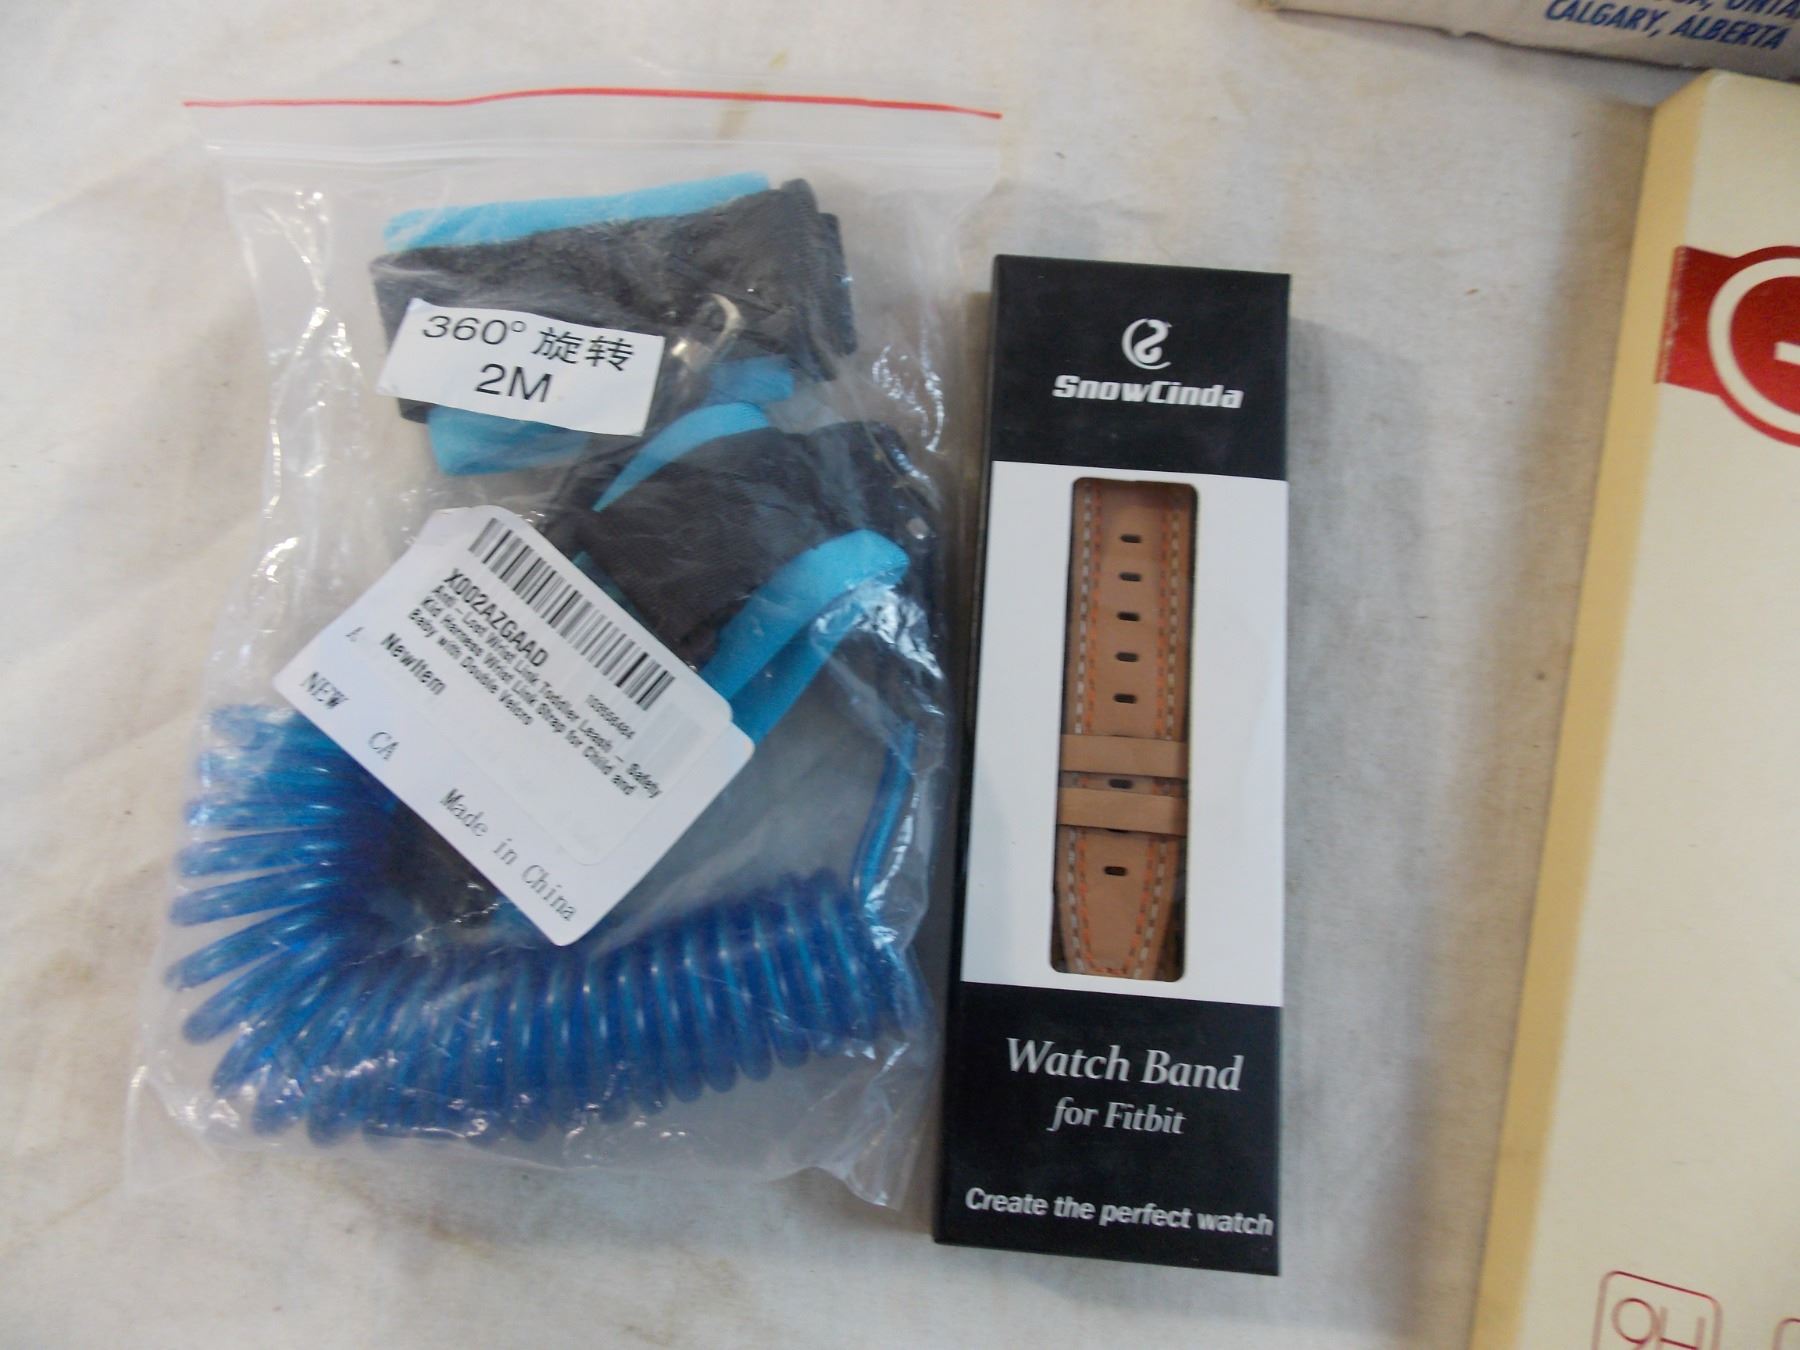 CALGARY, ALBERTA
360° 旋转
2M
X002AZGAAD
103556484
Anti - Lost Wrist Link Toddler Leash - Safety
Kid Harness Wrist Link Strap for Child and
Baby with Double Velcro
NewItem
NEW
CA
Made in China
SnowCinda
Watch Band
for Fitbit
Create the perfect watch
9H